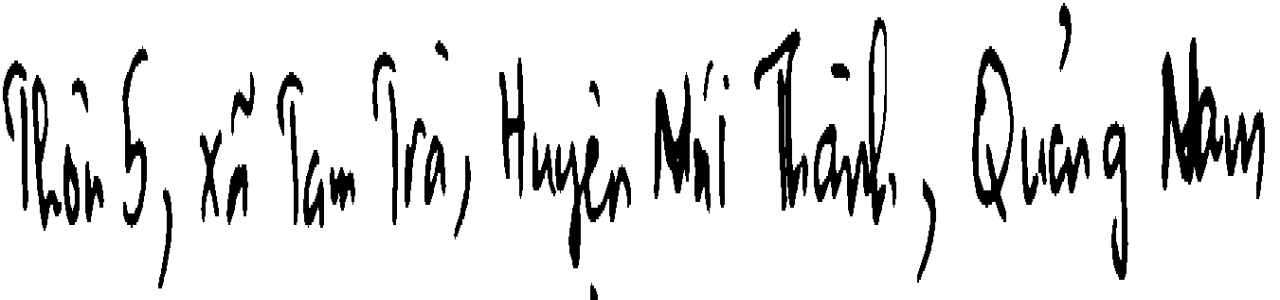 Thôn 5, xã Tam Trà, Huyện Núi Thành, Quảng Nam